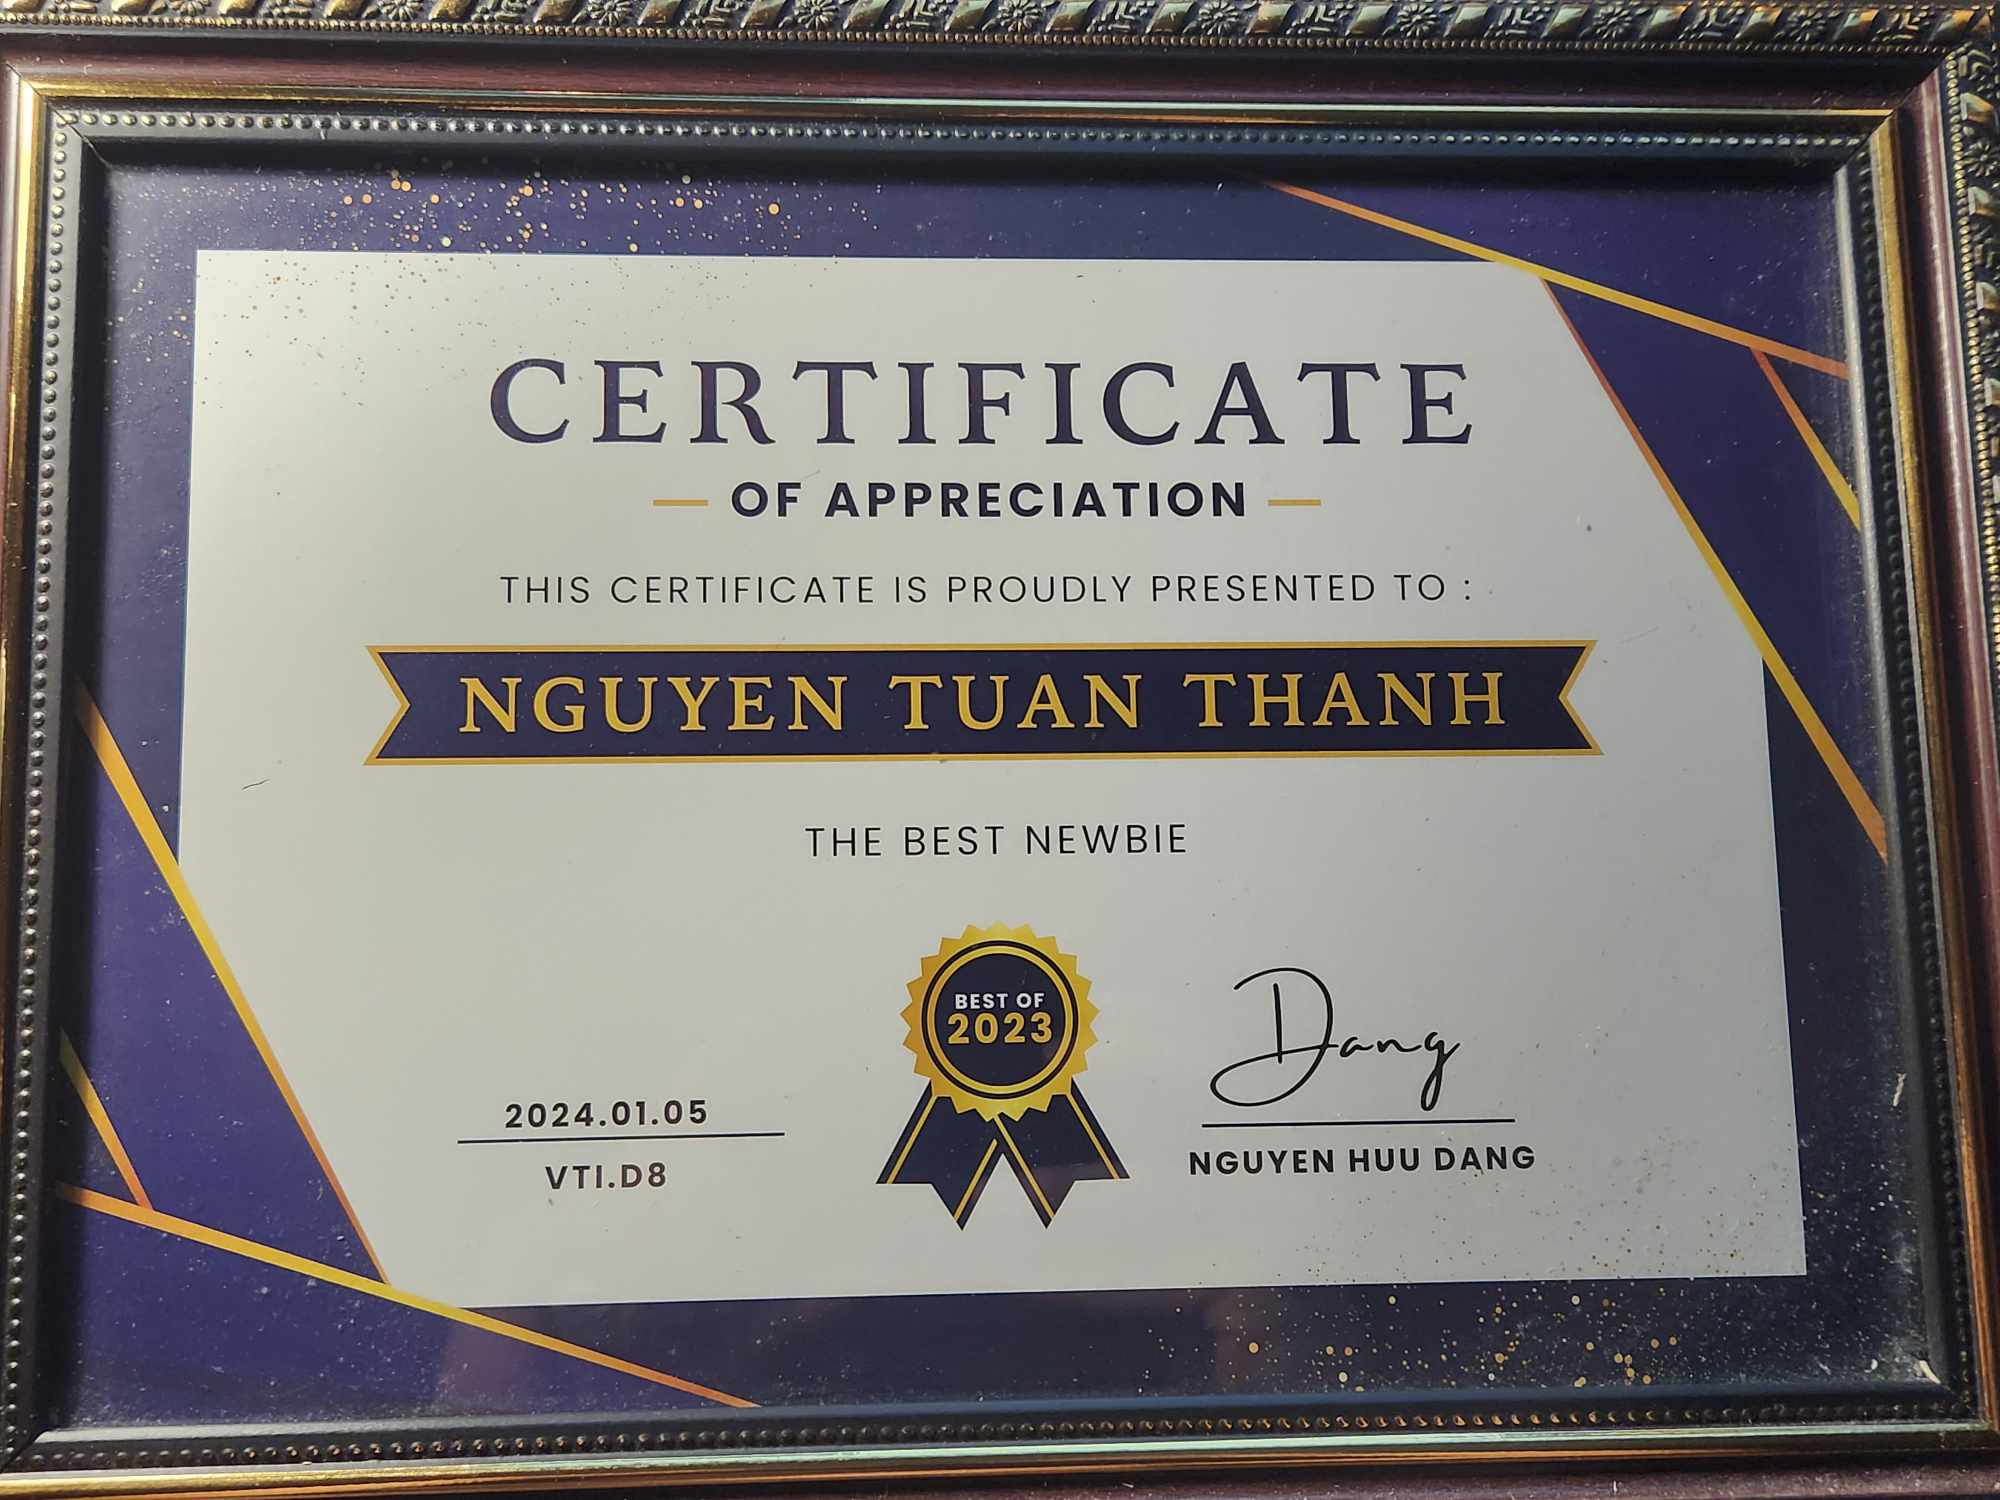 CERTIFICATE
OF APPRECIATION
THIS CERTIFICATE IS PROUDLY PRESENTED TO :
NGUYEN TUAN THANH
THE BEST NEWBIE
BEST OF
2023
2024.01.05
VTI.D8
Dang
NGUYEN HUU DANG